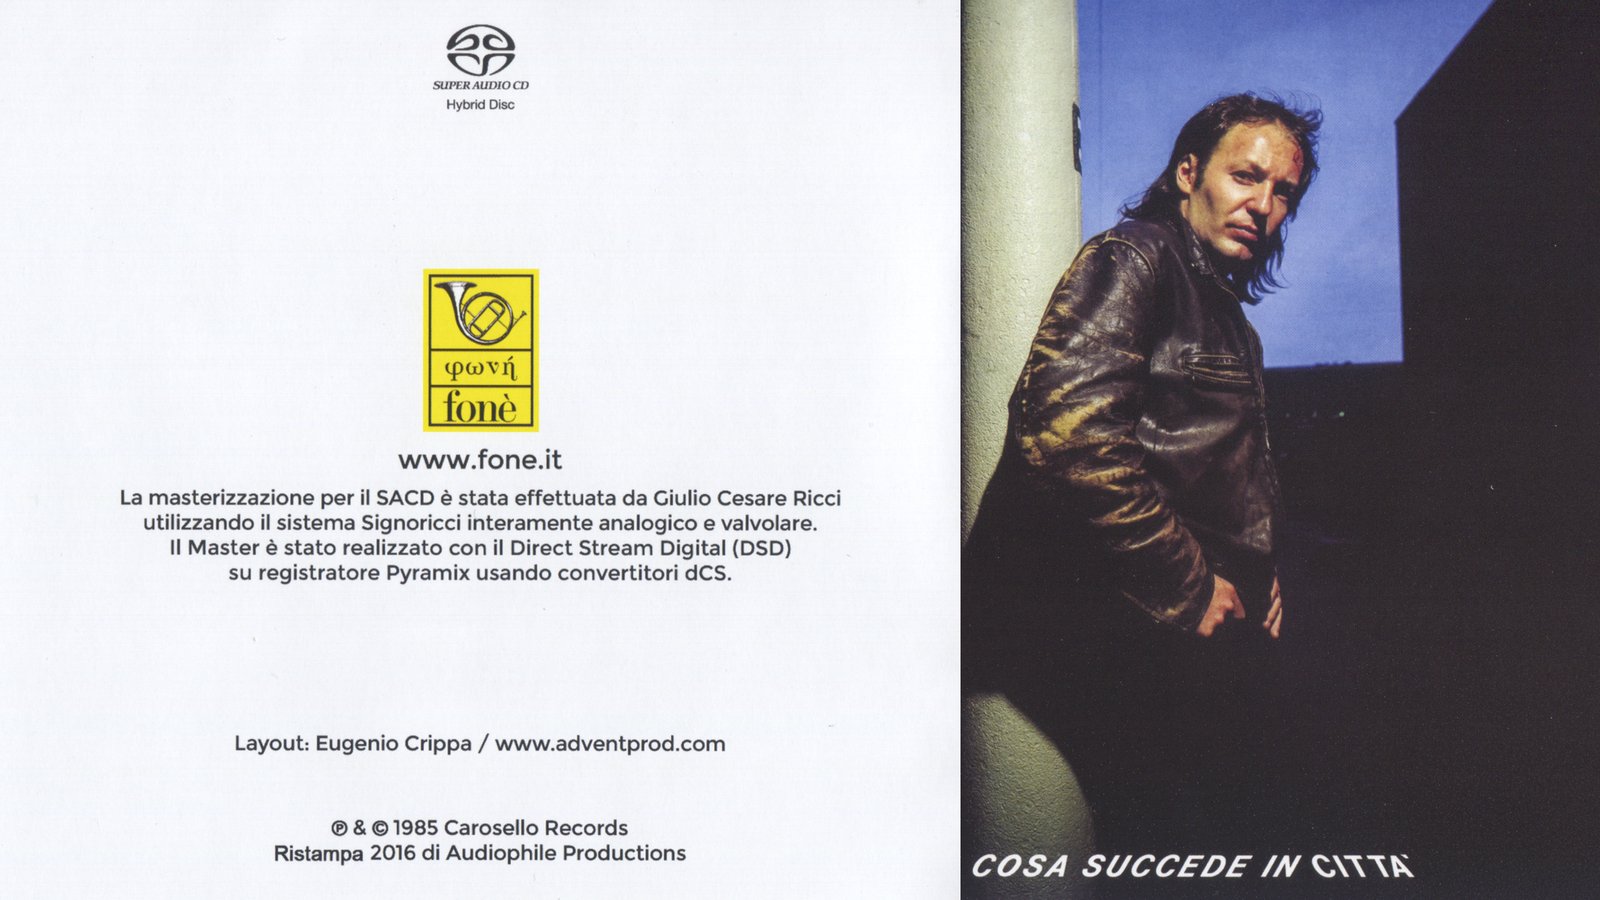 SUPER AUDIO CD
Hybrid Disc
φωνή
fonè
www.fone.it
La masterizzazione per il SACD è stata effettuata da Giulio Cesare Ricci
utilizzando il sistema Signoricci interamente analogico e valvolare.
Il Master è stato realizzato con il Direct Stream Digital (DSD)
su registratore Pyramix usando convertitori dCS.
Layout: Eugenio Crippa / www.adventprod.com
℗ & © 1985 Carosello Records
Ristampa 2016 di Audiophile Productions
COSA SUCCEDE IN CITTA'